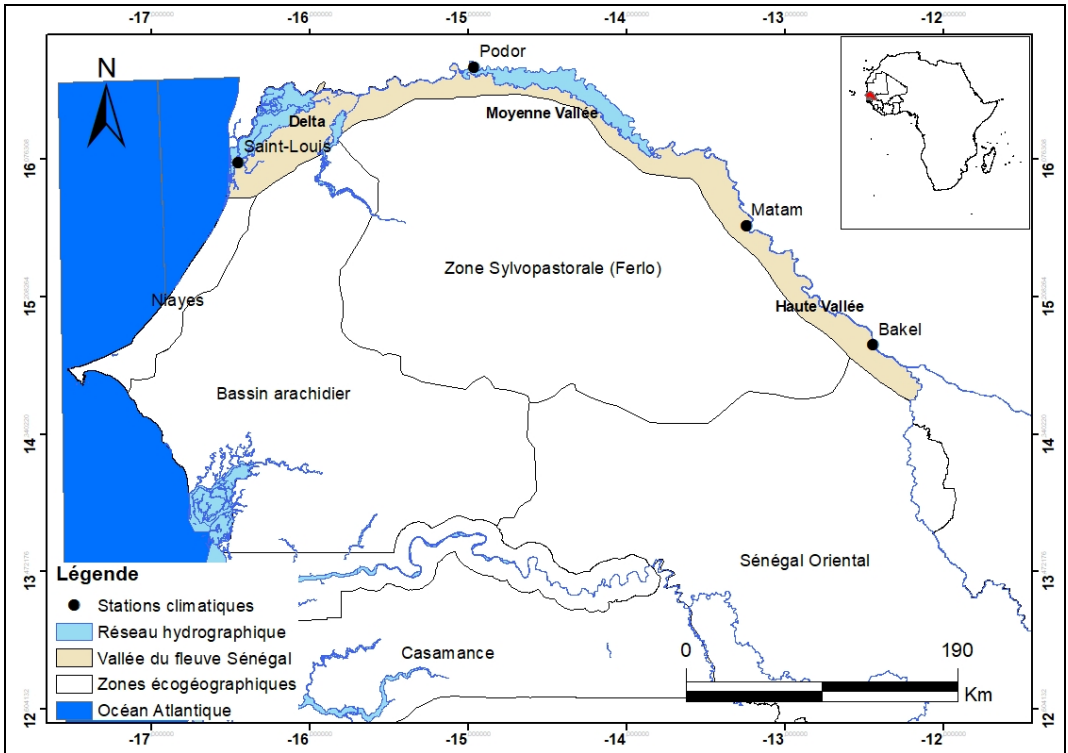 -17 -16 -15 -14 -13 -12
N
Podor
Delta
Moyenne Vallée
Saint-Louis
16
16
Matam
Zone Sylvopastorale (Ferlo)
15
15
Niayes
Haute Vallée
Bakel
Bassin arachidier
14
14
Sénégal Oriental
13
13
Légende
Stations climatiques
Réseau hydrographique
Vallée du fleuve Sénégal
Zones écogéographiques
Océan Atlantique
Casamance
0 190
Km
12
12
-17 -16 -15 -14 -13 -12